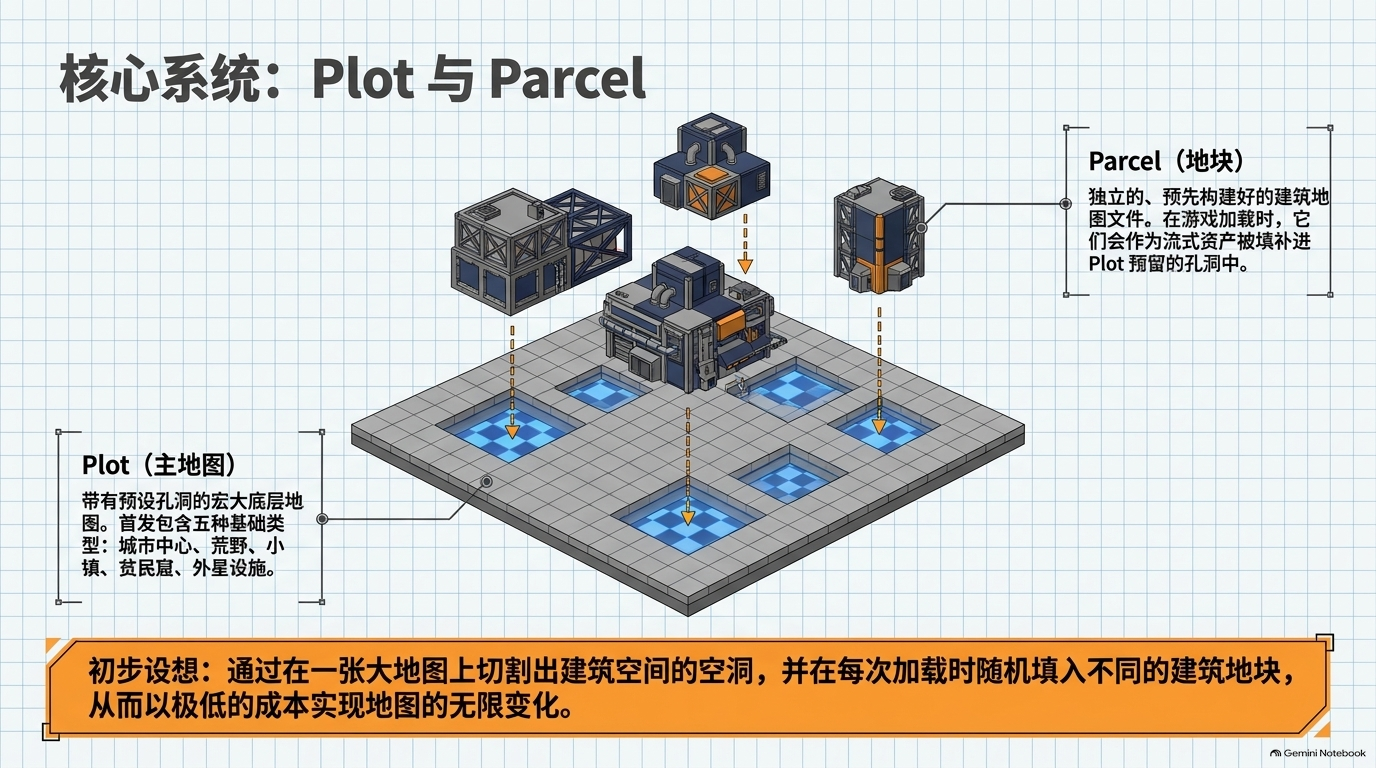 核心系统：Plot 与 Parcel
Parcel（地块）
独立的、预先构建好的建筑地
图文件。在游戏加载时，它
们会作为流式资产被填补进
Plot 预留的孔洞中。
Plot（主地图）
带有预设孔洞的宏大底层地
图。首发包含五种基础类
型：城市中心、荒野、小
镇、贫民窟、外星设施。
初步设想：通过在一张大地图上切割出建筑空间的空洞，并在每次加载时随机填入不同的建筑地块，
从而以极低的成本实现地图的无限变化。
Gemini Notebook